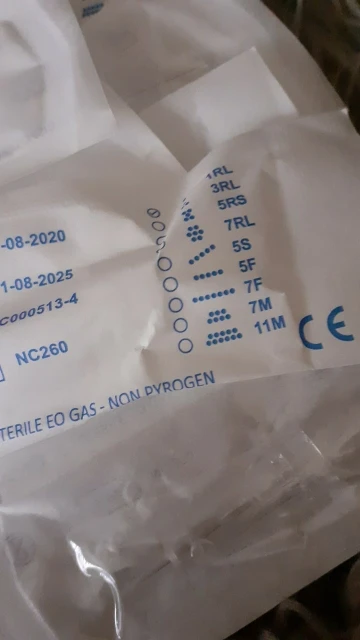 1RL
3RL
5RS
7RL
5S
5F
7F
7M
11M
CE
-08-2020
1-08-2025
C000513-4
NC260
TERILE EO GAS - NON PYROGEN